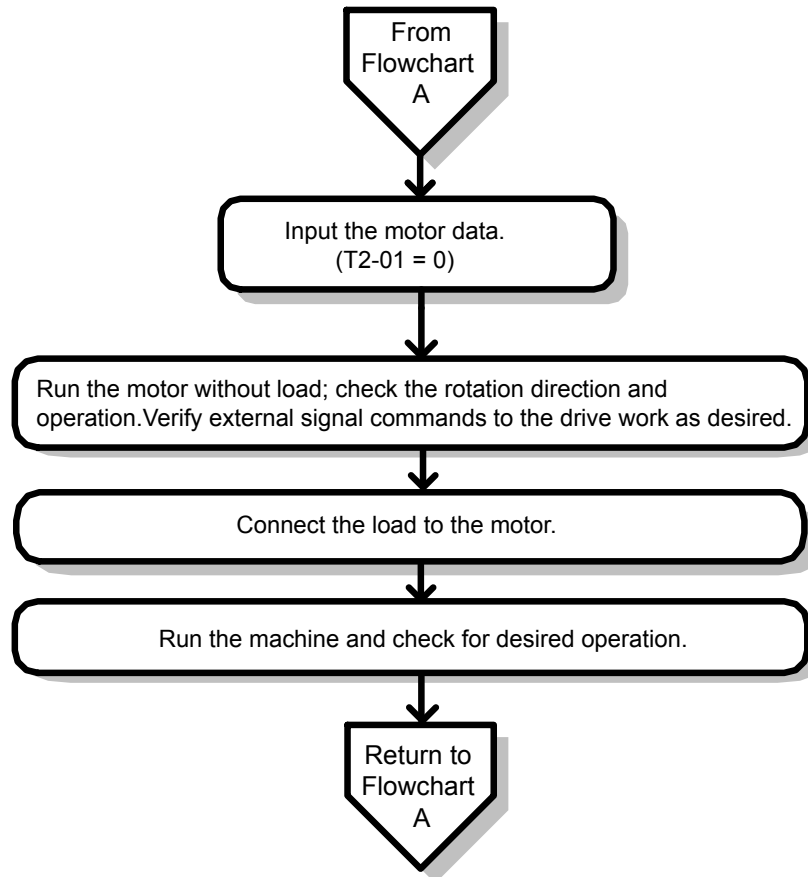 From
Flowchart
A
Input the motor data.
(T2-01 = 0)
Run the motor without load; check the rotation direction and
operation.Verify external signal commands to the drive work as desired.
Connect the load to the motor.
Run the machine and check for desired operation.
Return to
Flowchart
A